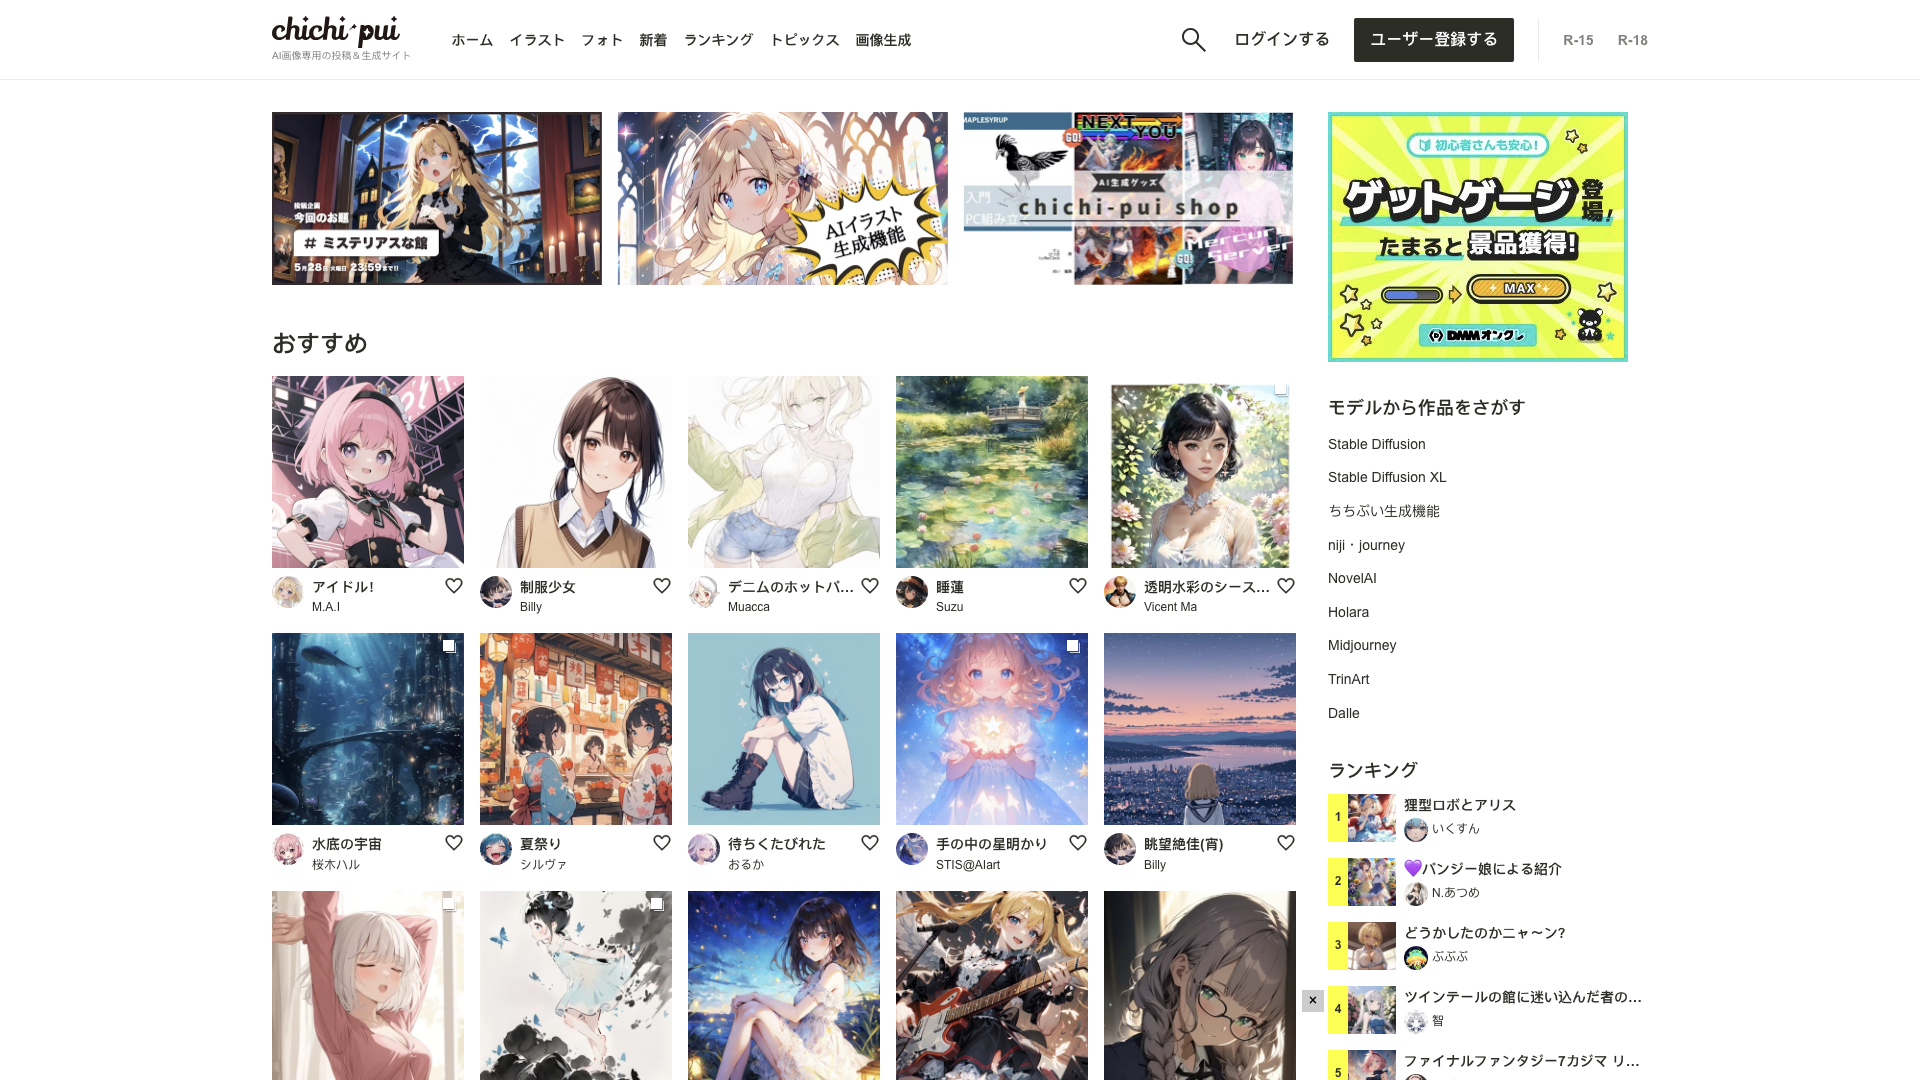 chichi-pui
AI画像専用の投稿＆生成サイト
ホーム イラスト フォト 新着 ランキング トピックス 画像生成
ログインする
ユーザー登録する
R-15 R-18
投稿企画
今回のお題
# ミステリアスな館
5月28日 火曜日 23:59まで!!
AIイラスト
生成機能
MAPLESYRUP
NEXT
YOU
GO!
AI生成グッズ
入門
chichi-pui shop
PC組み立て
Mercury
Server
GO!
初心者さんも安心!
ゲットゲージ登場!
たまると景品獲得!
MAX
DMMオンクレ
おすすめ
アイドル!
M.A.I
制服少女
Billy
デニムのホットパ...
Muacca
睡蓮
Suzu
透明水彩のシース...
Vicent Ma
水底の宇宙
桜木ハル
夏祭り
シルヴァ
待ちくたびれた
おるか
手の中の星明かり
STIS@AIart
眺望絶佳(宵)
Billy
モデルから作品をさがす
Stable Diffusion
Stable Diffusion XL
ちちぷい生成機能
niji・journey
NovelAI
Holara
Midjourney
TrinArt
Dalle
ランキング
1
狸型ロボとアリス
いくすん
2
💜パンジー娘による紹介
N.あつめ
3
どうかしたのかニャ～ン?
ぶぶぶ
4
ツインテールの館に迷い込んだ者の...
智
5
ファイナルファンタジー7カジマ リ...
×